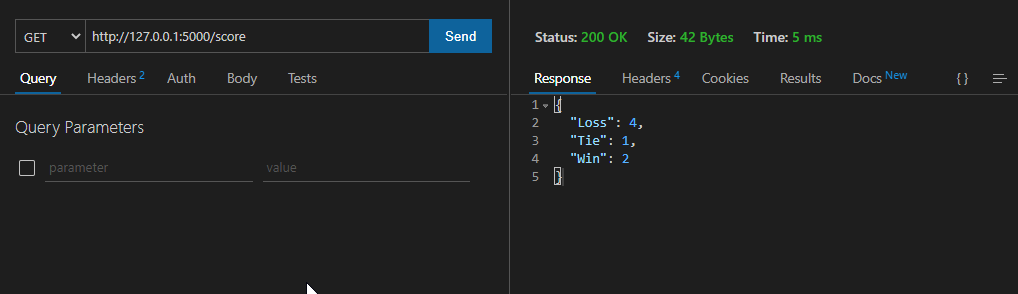 GET http://127.0.0.1:5000/score Send
Query Headers 2 Auth Body Tests
Query Parameters
parameter value
Status: 200 OK Size: 42 Bytes Time: 5 ms
Response Headers 4 Cookies Results Docs New { }
1 {
2 "Loss": 4,
3 "Tie": 1,
4 "Win": 2
5 }